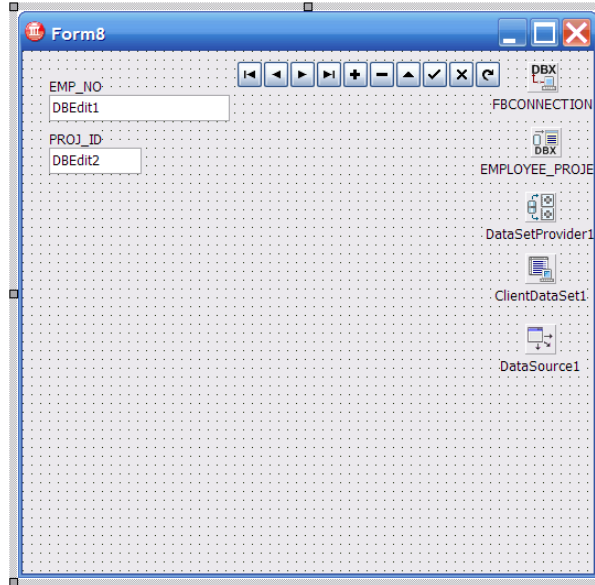 Form8
EMP_NO
DBEdit1
PROJ_ID
DBEdit2
DBX
FBCONNECTION
DBX
EMPLOYEE_PROJE
DataSetProvider1
ClientDataSet1
DataSource1